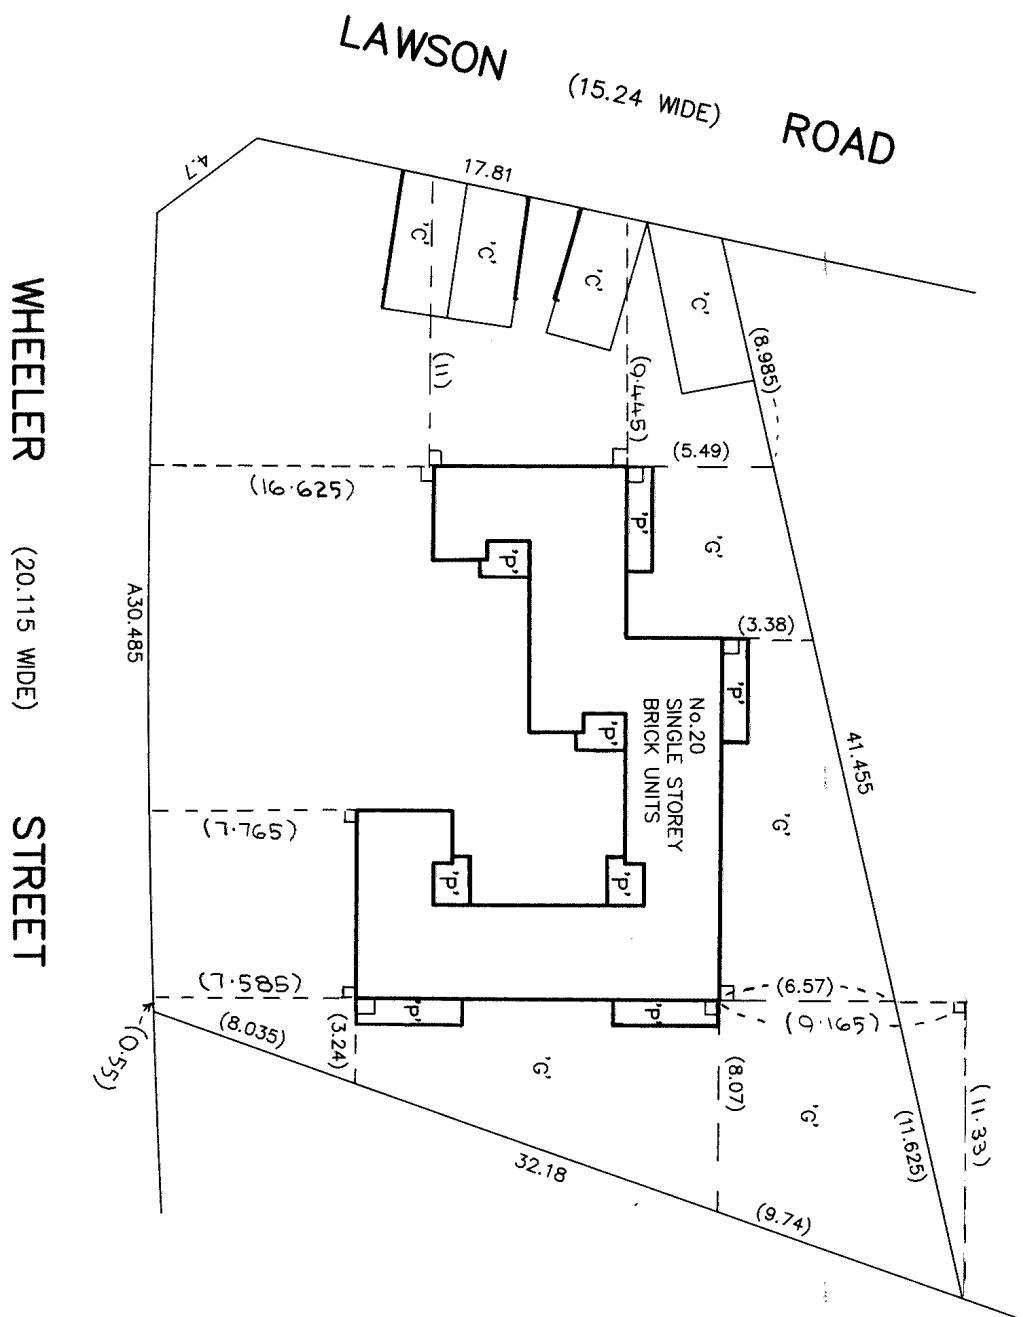 LAWSON (15.24 WIDE) ROAD
4.7
17.81
'C'
'C'
'C'
'C'
(8.985)
(11)
(9.445)
(5.49)
(16.625)
'P'
'G'
'P'
(3.38)
'P'
WHEELER (20.115 WIDE) STREET
A30.485
No.20
SINGLE STOREY
BRICK UNITS
'P'
41.455
'G'
(7.765)
'P'
'P'
(7.585)
(6.57)
(9.165)
'P'
'P'
(0.55)
(8.035)
(3.24)
'G'
(8.07)
'G'
(11.33)
(11.625)
32.18
(9.74)